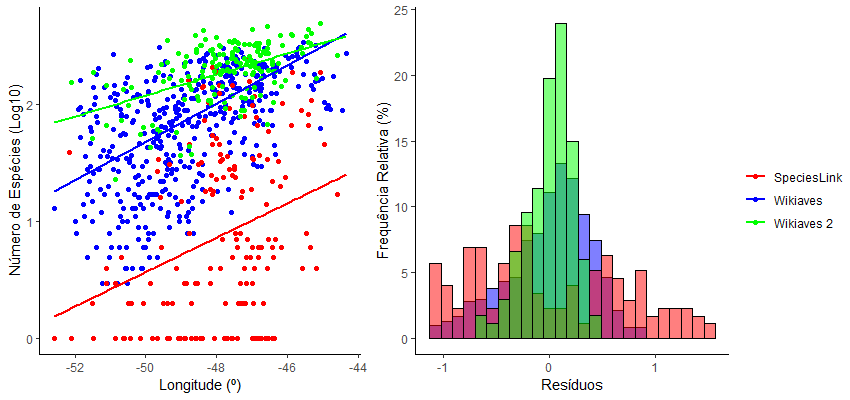 Número de Espécies (Log10)
2
1
0
-52
-50
-48
-46
-44
Longitude (º)
Frequência Relativa (%)
25
20
15
10
5
0
-1
0
1
Resíduos
SpeciesLink
Wikiaves
Wikiaves 2